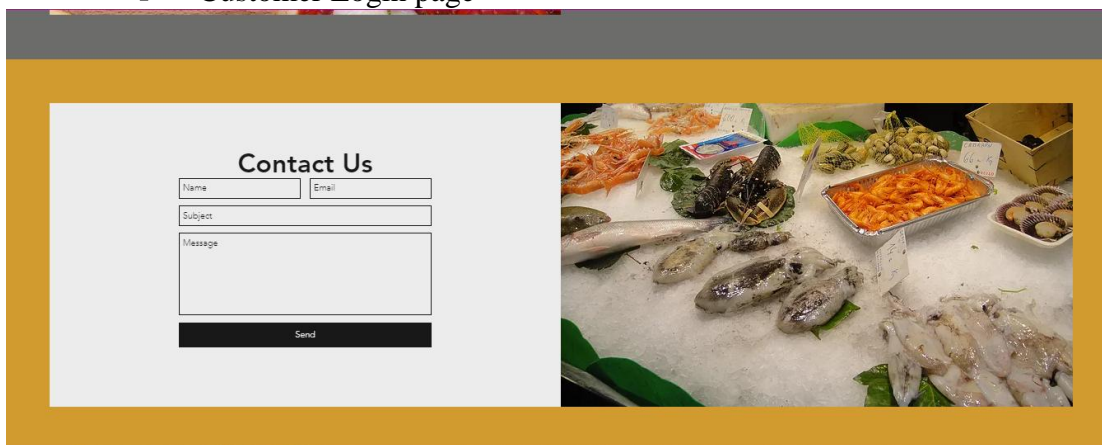 Customer Login page
Contact Us
Name Email
Subject
Message
Send